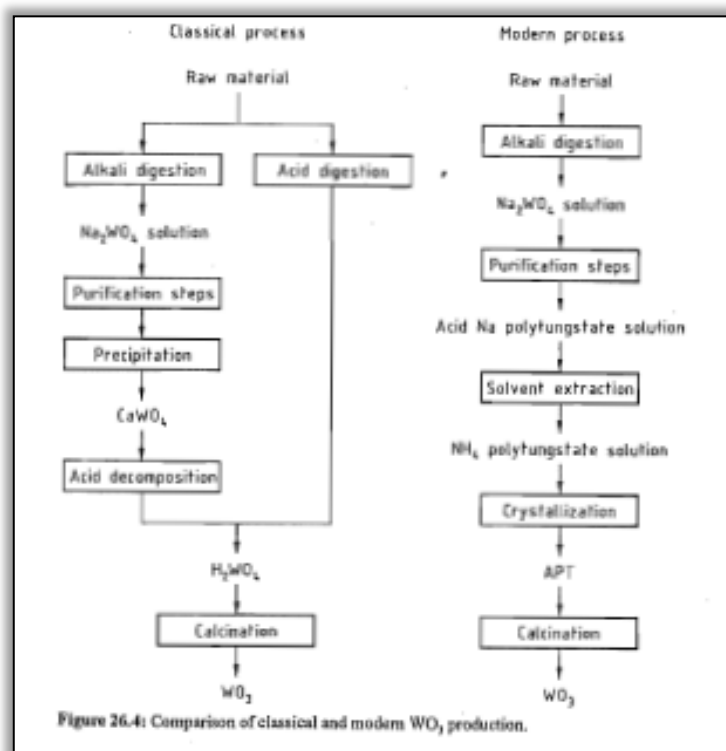 Classical process
Raw material
Alkali digestion
Acid digestion
Na₂WO₄ solution
Purification steps
Precipitation
CaWO₄
Acid decomposition
H₂WO₄
Calcination
WO₃
Modern process
Raw material
Alkali digestion
Na₂WO₄ solution
Purification steps
Acid Na polytungstate solution
Solvent extraction
NH₄ polytungstate solution
Crystallization
APT
Calcination
WO₃
Figure 26.4: Comparison of classical and modern WO₃ production.